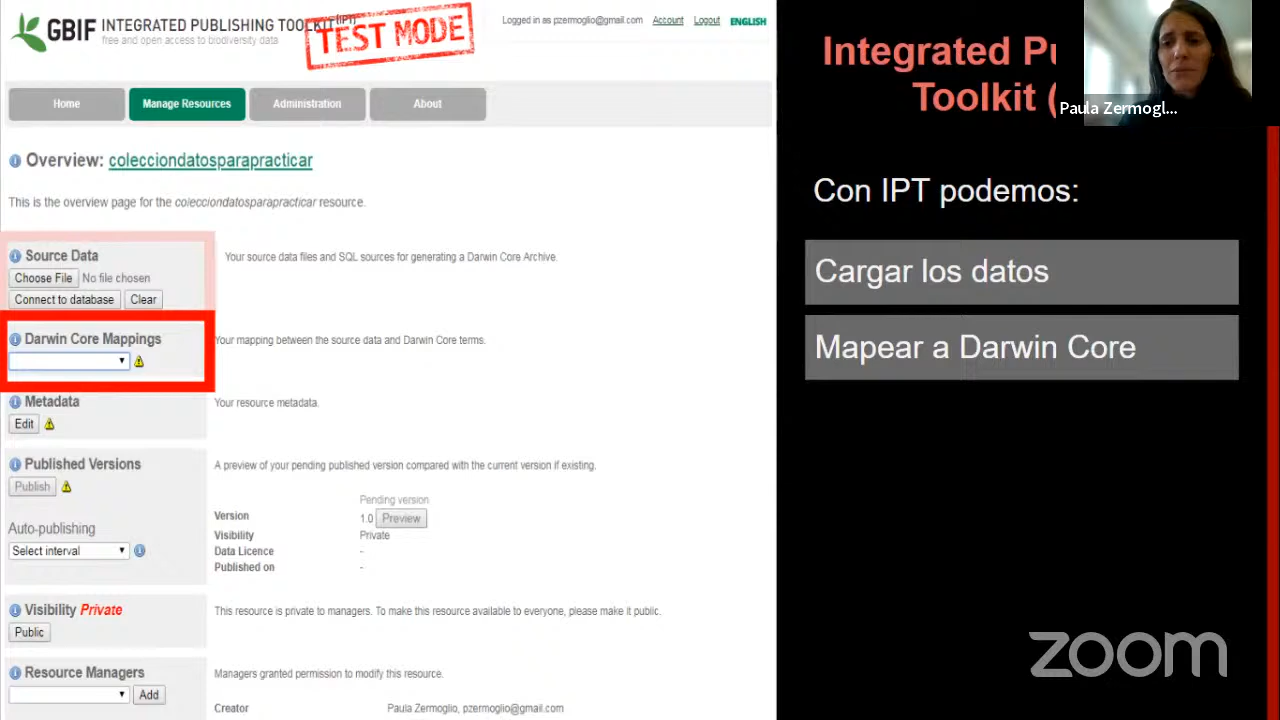 GBIF INTEGRATED PUBLISHING TOOLKIT (IPT)
free and open access to biodiversity data
TEST MODE
Logged in as pzermoglio@gmail.com Account Logout ENGLISH
Home Manage Resources Administration About
Overview: colecciondatosparapracticar
This is the overview page for the colecciondatosparapracticar resource.
Source Data
Choose File No file chosen
Connect to database Clear
Your source data files and SQL sources for generating a Darwin Core Archive.
Darwin Core Mappings
Your mapping between the source data and Darwin Core terms.
Metadata
Edit
Your resource metadata.
Published Versions
Publish
A preview of your pending published version compared with the current version if existing.
Auto-publishing
Select interval
Pending version
Version 1.0 Preview
Visibility Private
Data Licence -
Published on -
Visibility Private
Public
This resource is private to managers. To make this resource available to everyone, please make it public.
Resource Managers
Add
Managers granted permission to modify this resource.
Creator Paula Zermoglio, pzermoglio@gmail.com
Integrated Pu
Toolkit (
Paula Zermogl...
Con IPT podemos:
Cargar los datos
Mapear a Darwin Core
zoom